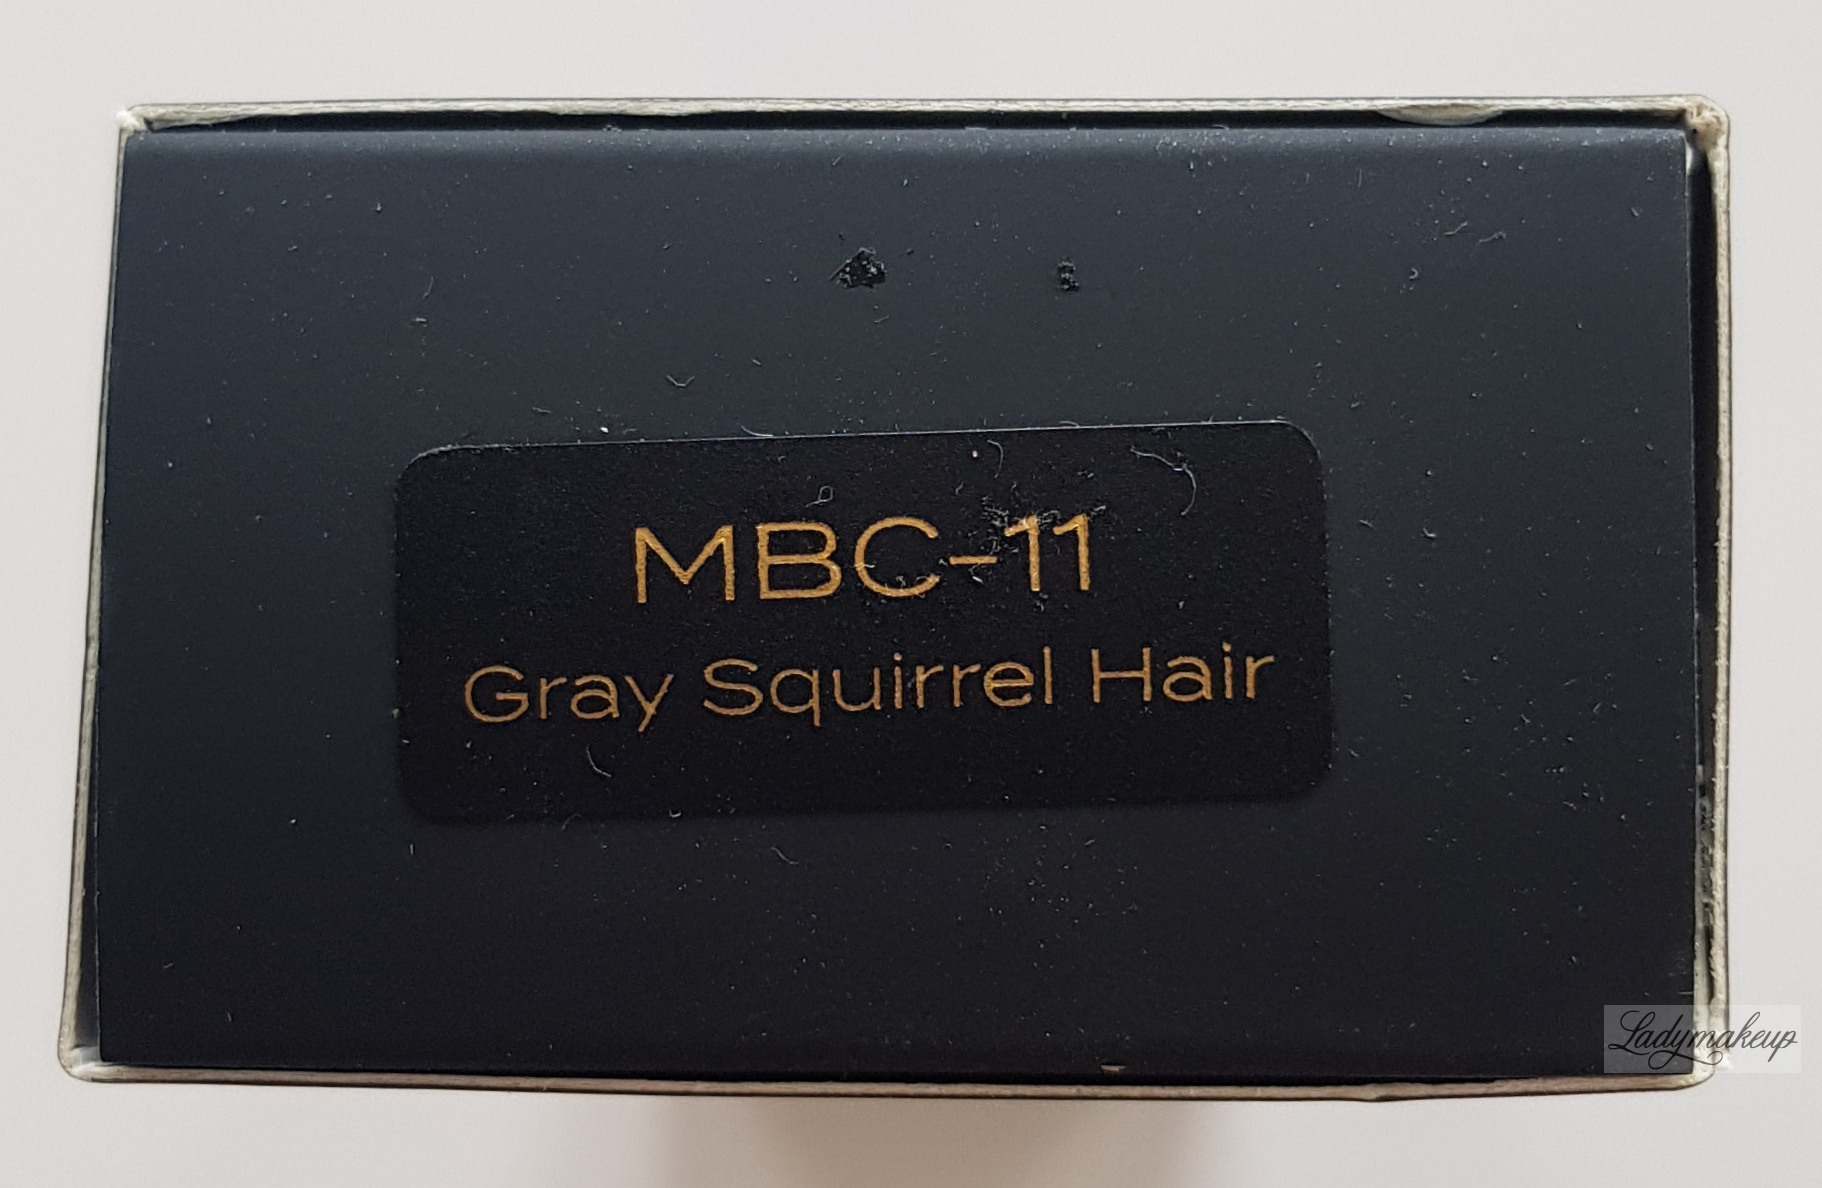 MBC-11
Gray Squirrel Hair
Ladymakeup